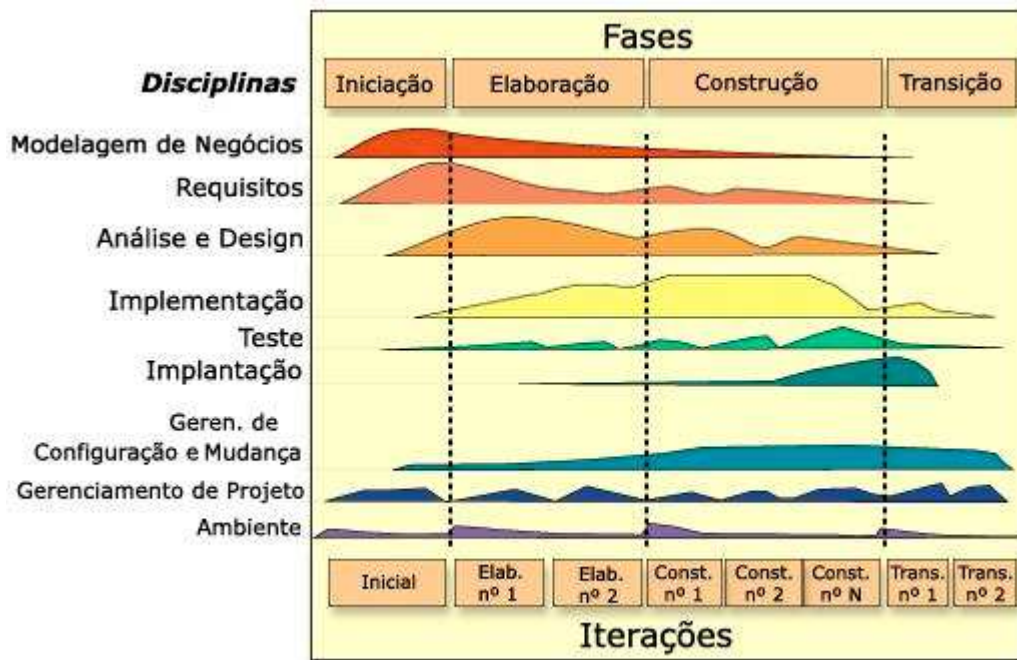 Fases
Disciplinas
Iniciação
Elaboração
Construção
Transição
Modelagem de Negócios
Requisitos
Análise e Design
Implementação
Teste
Implantação
Geren. de
Configuração e Mudança
Gerenciamento de Projeto
Ambiente
Inicial
Elab.
nº 1
Elab.
nº 2
Const.
nº 1
Const.
nº 2
Const.
nº N
Trans.
nº 1
Trans.
nº 2
Iterações